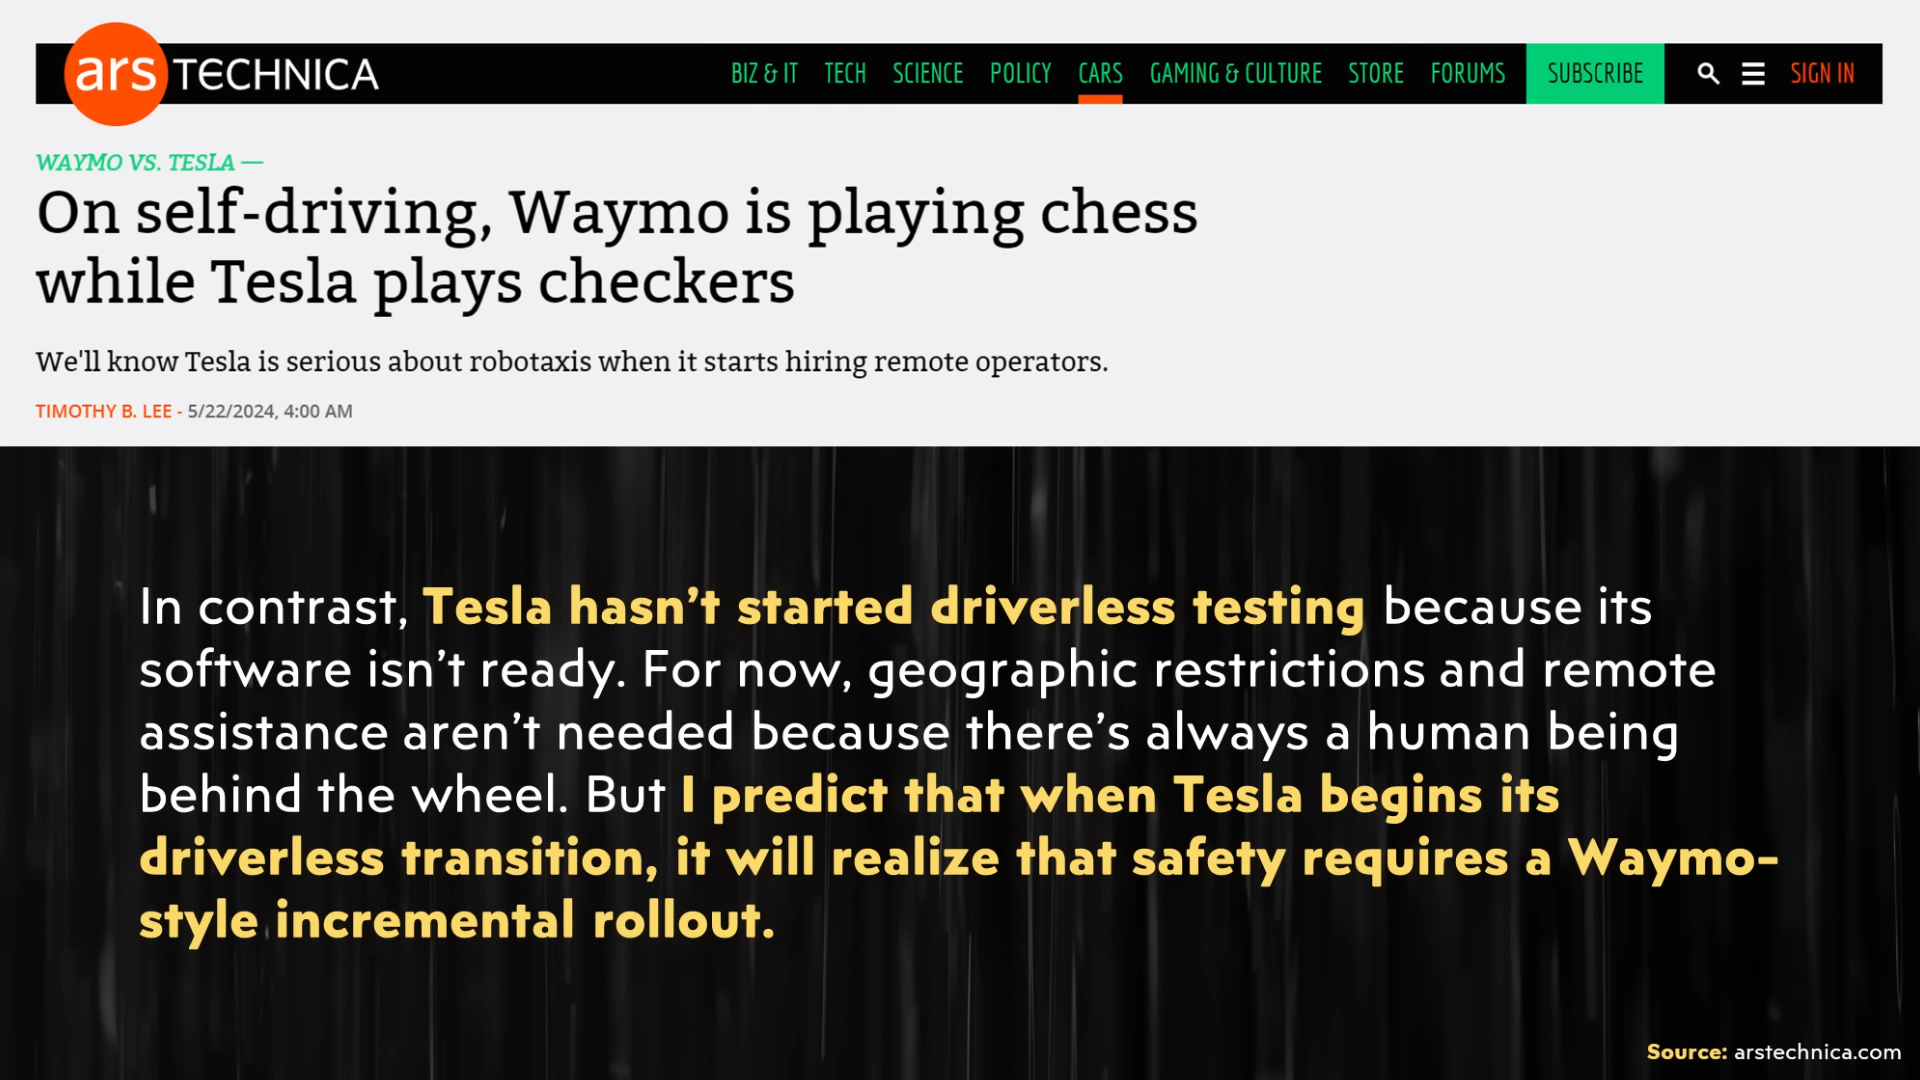 ars TECHNICA
BIZ & IT TECH SCIENCE POLICY CARS GAMING & CULTURE STORE FORUMS SUBSCRIBE SIGN IN
WAYMO VS. TESLA —
On self-driving, Waymo is playing chess
while Tesla plays checkers
We'll know Tesla is serious about robotaxis when it starts hiring remote operators.
TIMOTHY B. LEE - 5/22/2024, 4:00 AM
In contrast, Tesla hasn’t started driverless testing because its
software isn’t ready. For now, geographic restrictions and remote
assistance aren’t needed because there’s always a human being
behind the wheel. But I predict that when Tesla begins its
driverless transition, it will realize that safety requires a Waymo-
style incremental rollout.
Source: arstechnica.com